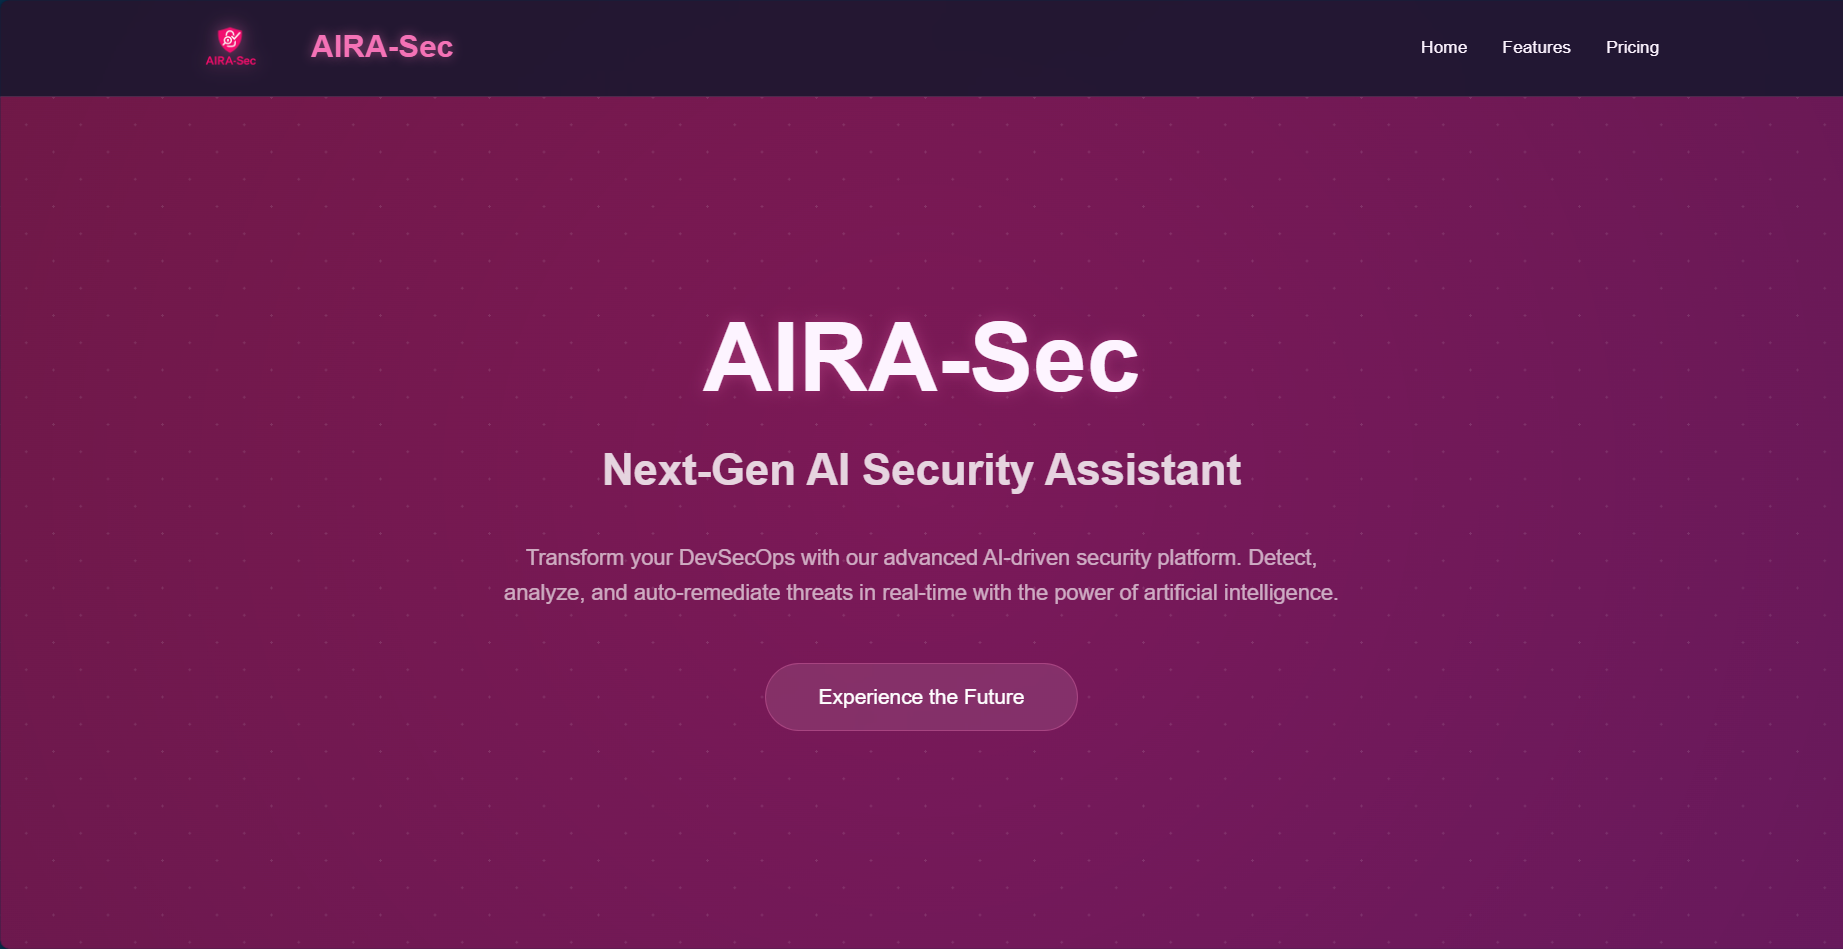 AIRA-Sec
AIRA-Sec
Home
Features
Pricing
AIRA-Sec
Next-Gen AI Security Assistant
Transform your DevSecOps with our advanced AI-driven security platform. Detect,
analyze, and auto-remediate threats in real-time with the power of artificial intelligence.
Experience the Future